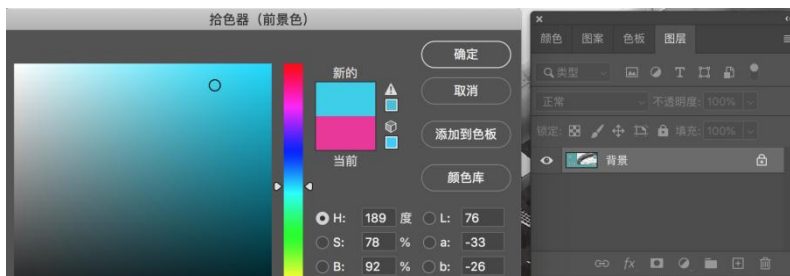 拾色器（前景色）
新的
当前
确定
取消
添加到色板
颜色库
H: 189 度 L: 76
S: 78 % a: -33
B: 92 % b: -26
颜色 图案 色板 图层
类型
正常 不透明度: 100%
锁定: 填充: 100%
背景
fx